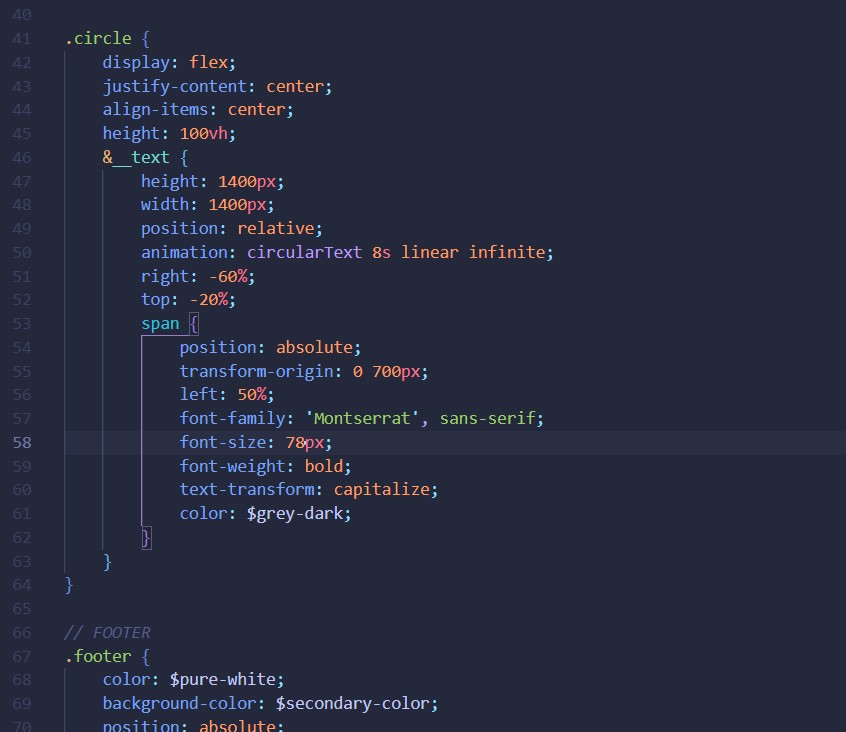 40
41 .circle {
42 display: flex;
43 justify-content: center;
44 align-items: center;
45 height: 100vh;
46 &__text {
47 height: 1400px;
48 width: 1400px;
49 position: relative;
50 animation: circularText 8s linear infinite;
51 right: -60%;
52 top: -20%;
53 span {
54 position: absolute;
55 transform-origin: 0 700px;
56 left: 50%;
57 font-family: 'Montserrat', sans-serif;
58 font-size: 78px;
59 font-weight: bold;
60 text-transform: capitalize;
61 color: $grey-dark;
62 }
63 }
64 }
65
66 // FOOTER
67 .footer {
68 color: $pure-white;
69 background-color: $secondary-color;
70 position: absolute;